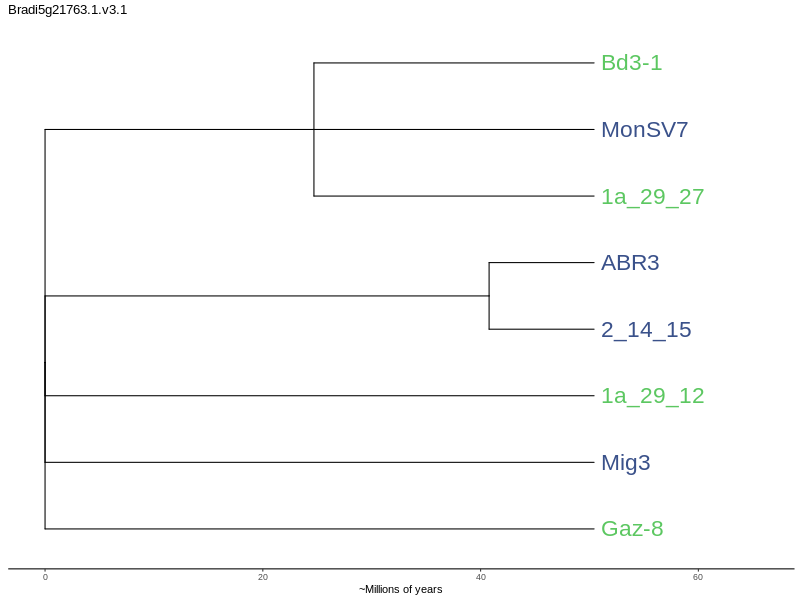 Bradi5g21763.1.v3.1
Bd3-1
MonSV7
1a_29_27
ABR3
2_14_15
1a_29_12
Mig3
Gaz-8
0 20 40 60
~Millions of years